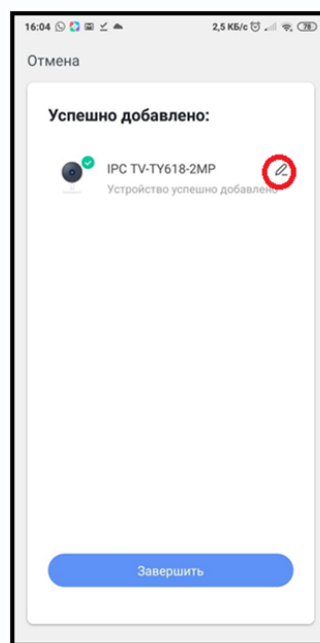 16:04 2,5 КБ/с 78
Отмена
Успешно добавлено:
IPC TV-TY618-2MP
Устройство успешно добавлено
Завершить